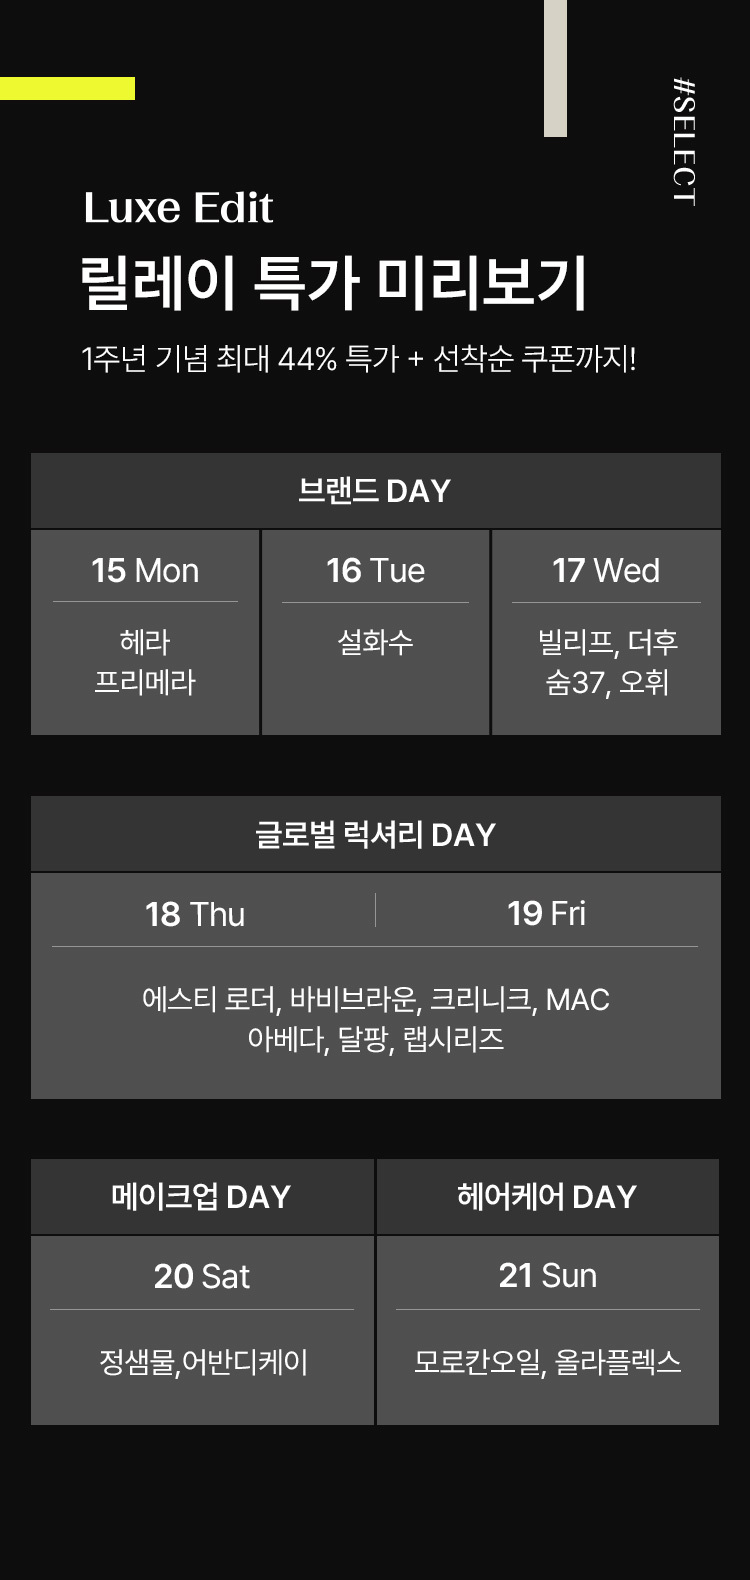 #SELECT
Luxe Edit
릴레이 특가 미리보기
1주년 기념 최대 44% 특가 + 선착순 쿠폰까지!
브랜드 DAY
15 Mon
헤라
프리메라
16 Tue
설화수
17 Wed
빌리프, 더후
숨37, 오휘
글로벌 럭셔리 DAY
18 Thu
19 Fri
에스티 로더, 바비브라운, 크리니크, MAC
아베다, 달팡, 랩시리즈
메이크업 DAY
20 Sat
정샘물,어반디케이
헤어케어 DAY
21 Sun
모로칸오일, 올라플렉스